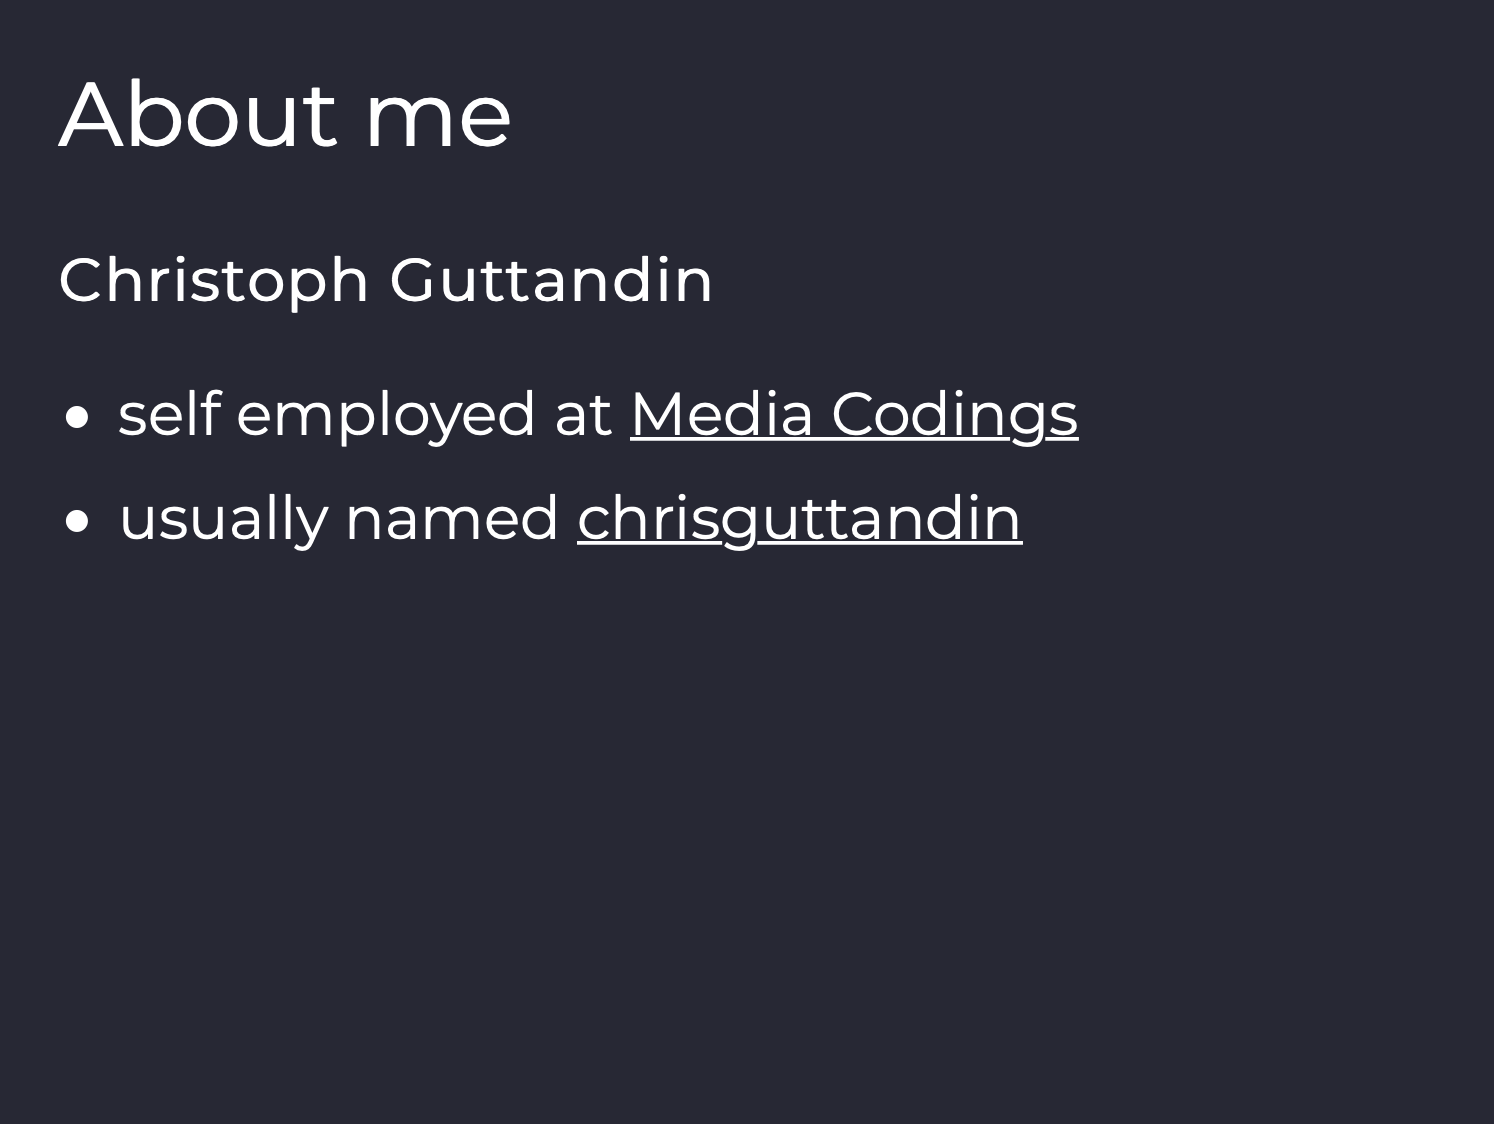 About me
Christoph Guttandin
• self employed at Media Codings
• usually named chrisguttandin